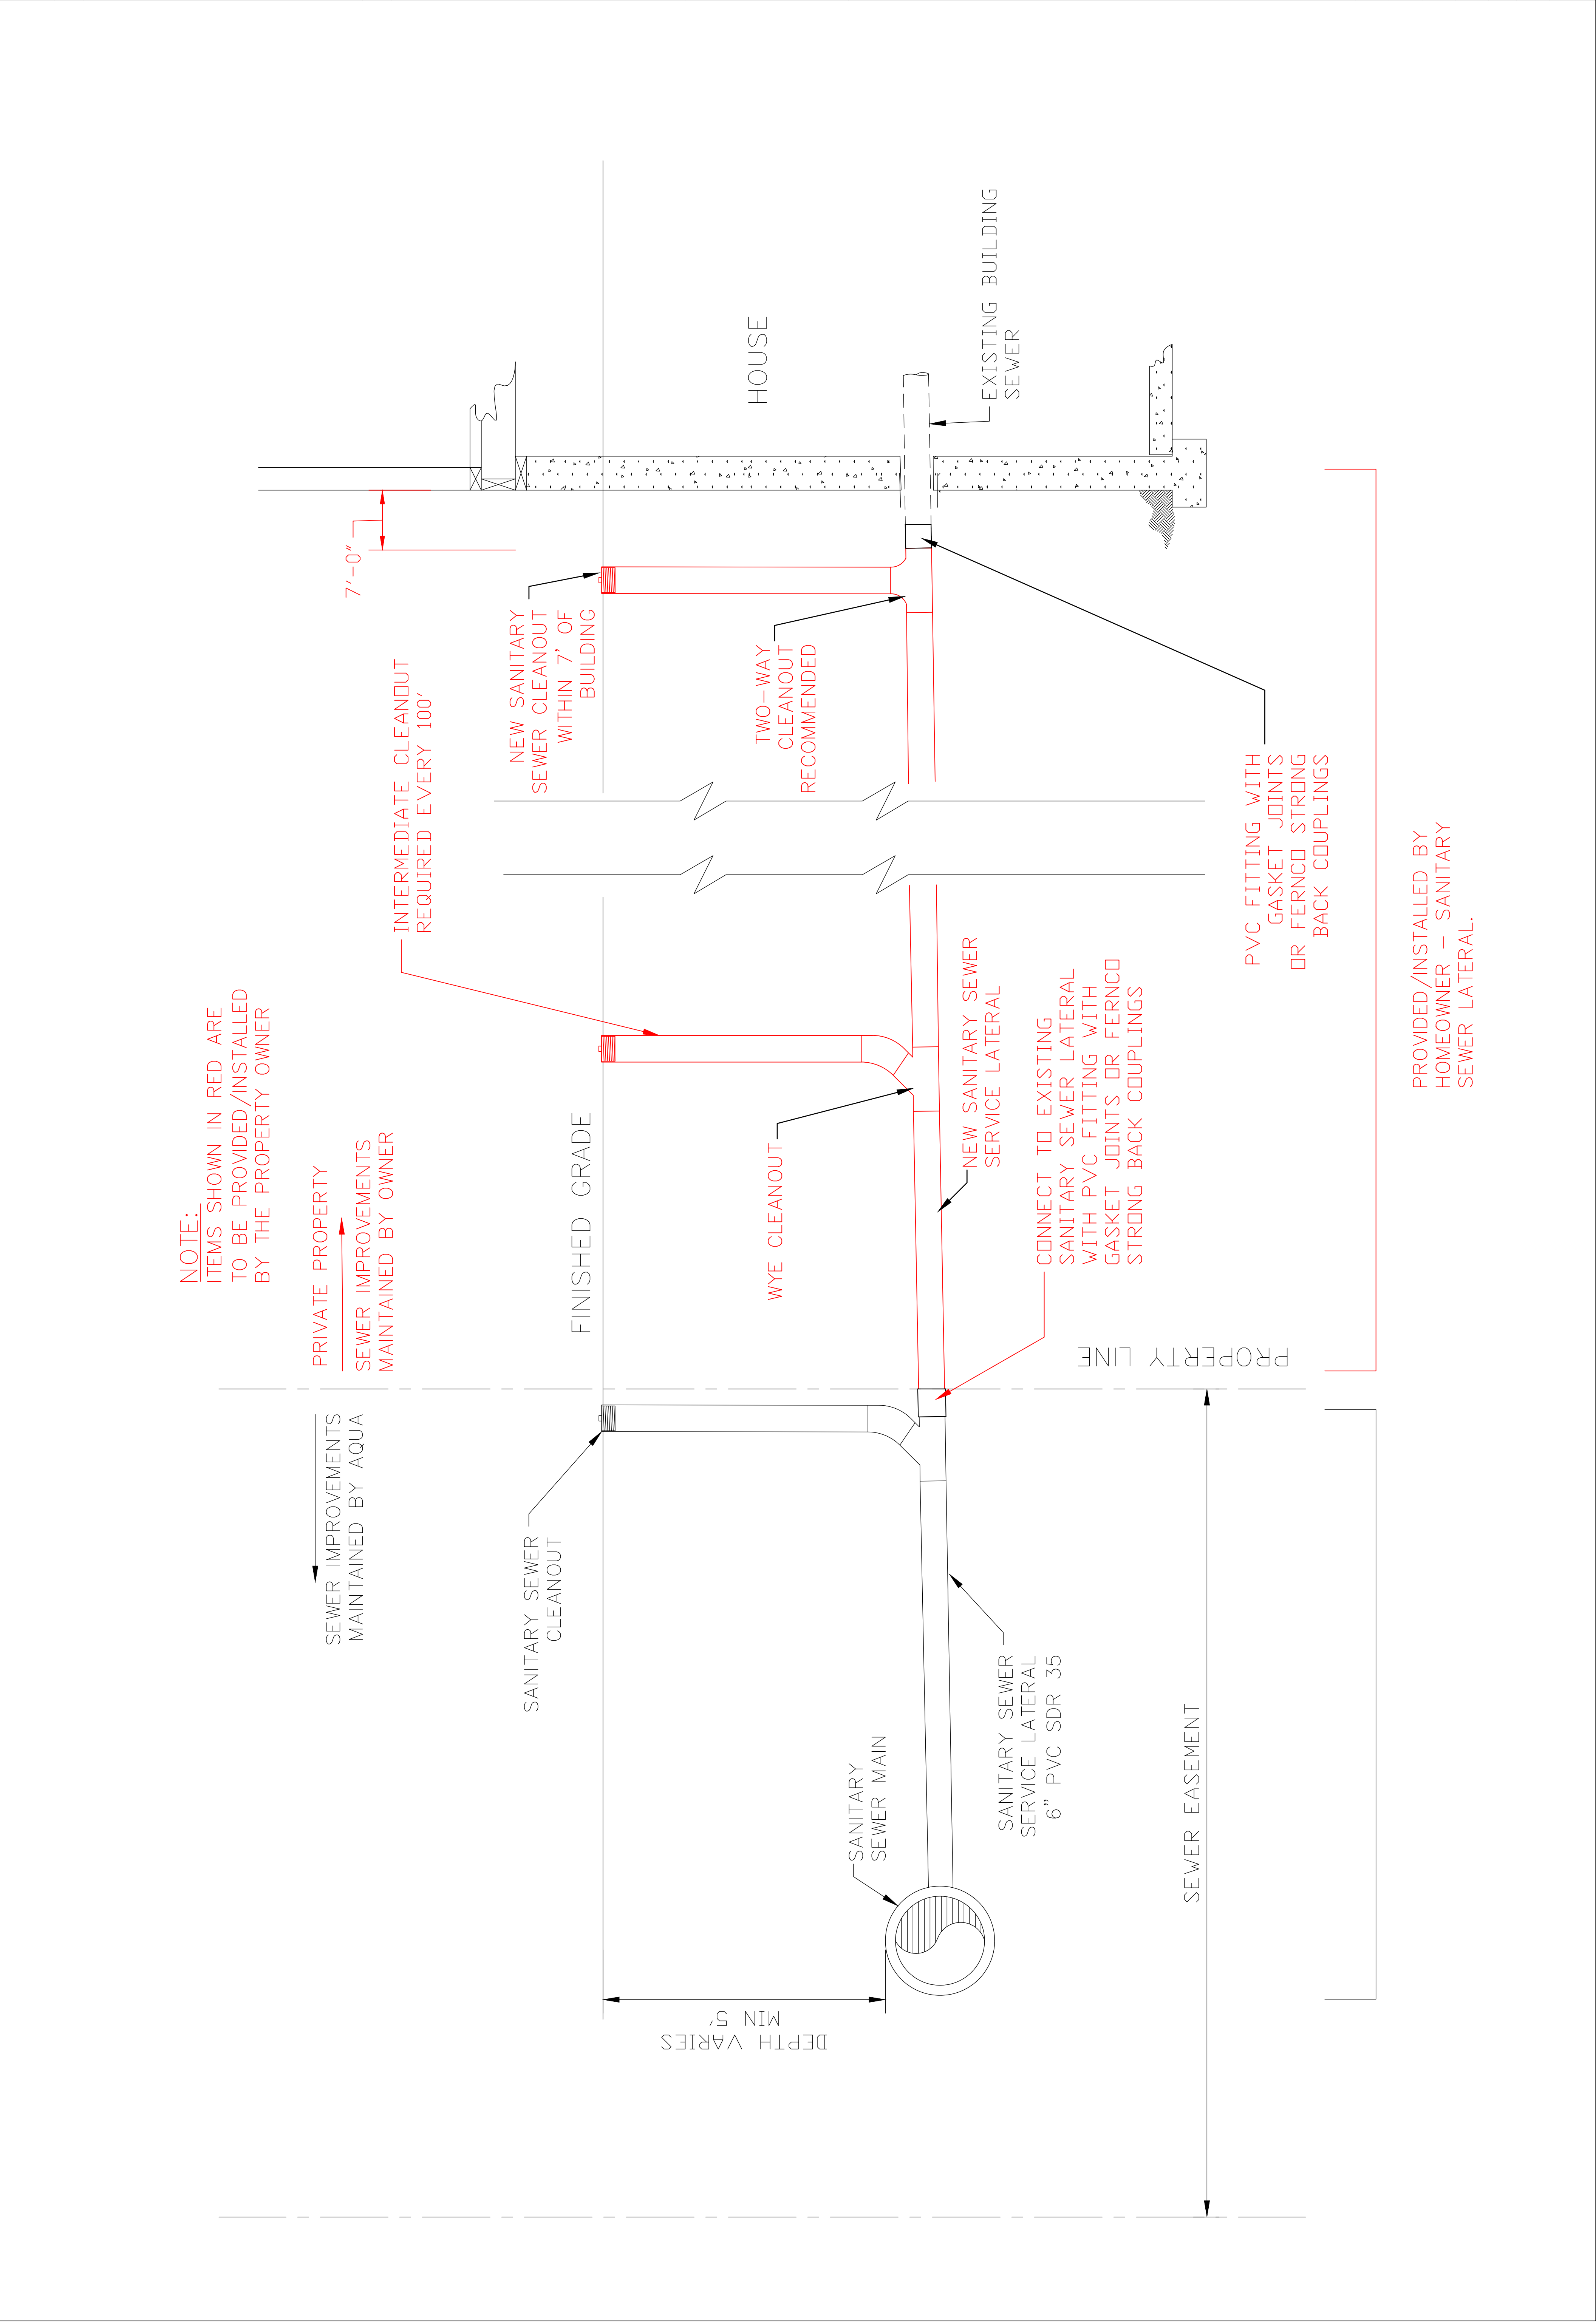 NOTE:
ITEMS SHOWN IN RED ARE
TO BE PROVIDED/INSTALLED
BY THE PROPERTY OWNER
SEWER IMPROVEMENTS
MAINTAINED BY AQUA
PRIVATE PROPERTY
SEWER IMPROVEMENTS
MAINTAINED BY OWNER
7'-0"
INTERMEDIATE CLEANOUT
REQUIRED EVERY 100'
SANITARY SEWER
CLEANOUT
FINISHED GRADE
NEW SANITARY
SEWER CLEANOUT
WITHIN 7' OF
BUILDING
DEPTH VARIES
MIN 5'
WYE CLEANOUT
TWO-WAY
CLEANOUT
RECOMMENDED
HOUSE
SANITARY
SEWER MAIN
SANITARY SEWER
SERVICE LATERAL
6" PVC SDR 35
NEW SANITARY SEWER
SERVICE LATERAL
EXISTING BUILDING
SEWER
CONNECT TO EXISTING
SANITARY SEWER LATERAL
WITH PVC FITTING WITH
GASKET JOINTS OR FERNCO
STRONG BACK COUPLINGS
PROPERTY LINE
SEWER EASEMENT
PVC FITTING WITH
GASKET JOINTS
OR FERNCO STRONG
BACK COUPLINGS
PROVIDED/INSTALLED BY
HOMEOWNER - SANITARY
SEWER LATERAL.